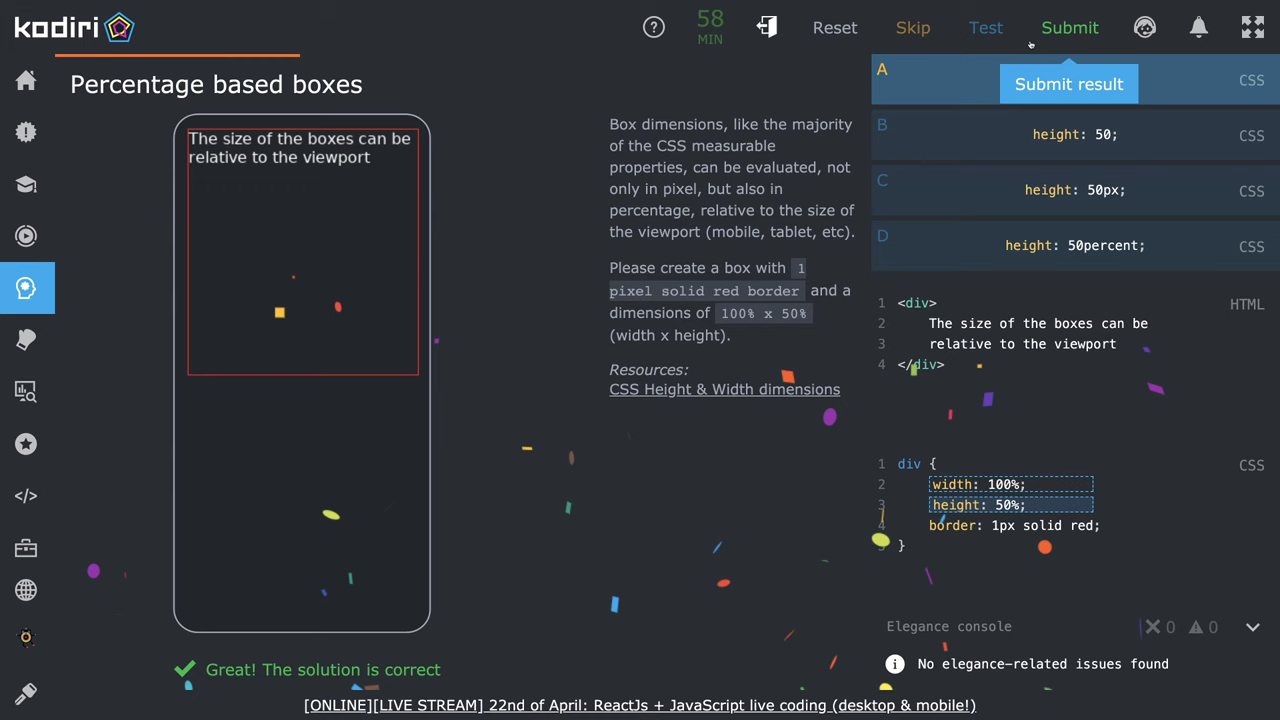 kodiri
58
MIN
Reset
Skip
Test
Submit
Submit result
Percentage based boxes
The size of the boxes can be
relative to the viewport
Great! The solution is correct
Box dimensions, like the majority
of the CSS measurable
properties, can be evaluated, not
only in pixel, but also in
percentage, relative to the size of
the viewport (mobile, tablet, etc).
Please create a box with 1
pixel solid red border and a
dimensions of 100% x 50%
(width x height).
Resources:
CSS Height & Width dimensions
A CSS
B height: 50; CSS
C height: 50px; CSS
D height: 50percent; CSS
HTML
1 <div>
2 The size of the boxes can be
3 relative to the viewport
4 </div>
CSS
1 div {
2 width: 100%;
3 height: 50%;
4 border: 1px solid red;
5 }
Elegance console 0 0
No elegance-related issues found
[ONLINE][LIVE STREAM] 22nd of April: ReactJs + JavaScript live coding (desktop & mobile!)